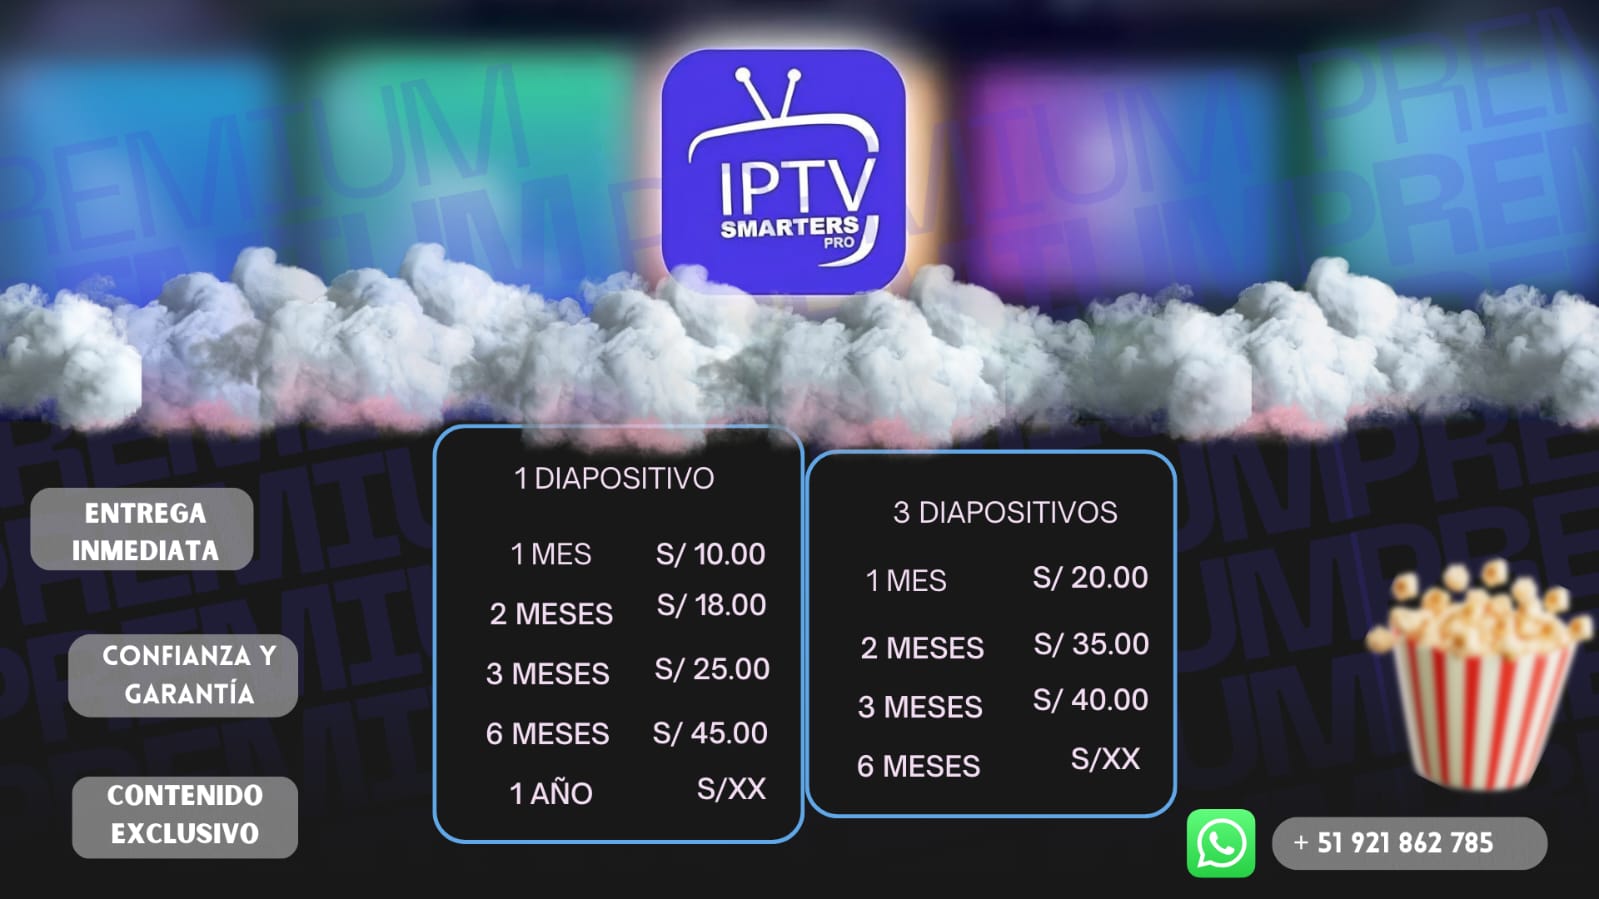 PREMIUM
IPTV
SMARTERS
PRO
ENTREGA
INMEDIATA
CONFIANZA Y
GARANTÍA
CONTENIDO
EXCLUSIVO
1 DIAPOSITIVO
1 MES S/ 10.00
2 MESES S/ 18.00
3 MESES S/ 25.00
6 MESES S/ 45.00
1 AÑO S/XX
3 DIAPOSITIVOS
1 MES S/ 20.00
2 MESES S/ 35.00
3 MESES S/ 40.00
6 MESES S/XX
+ 51 921 862 785